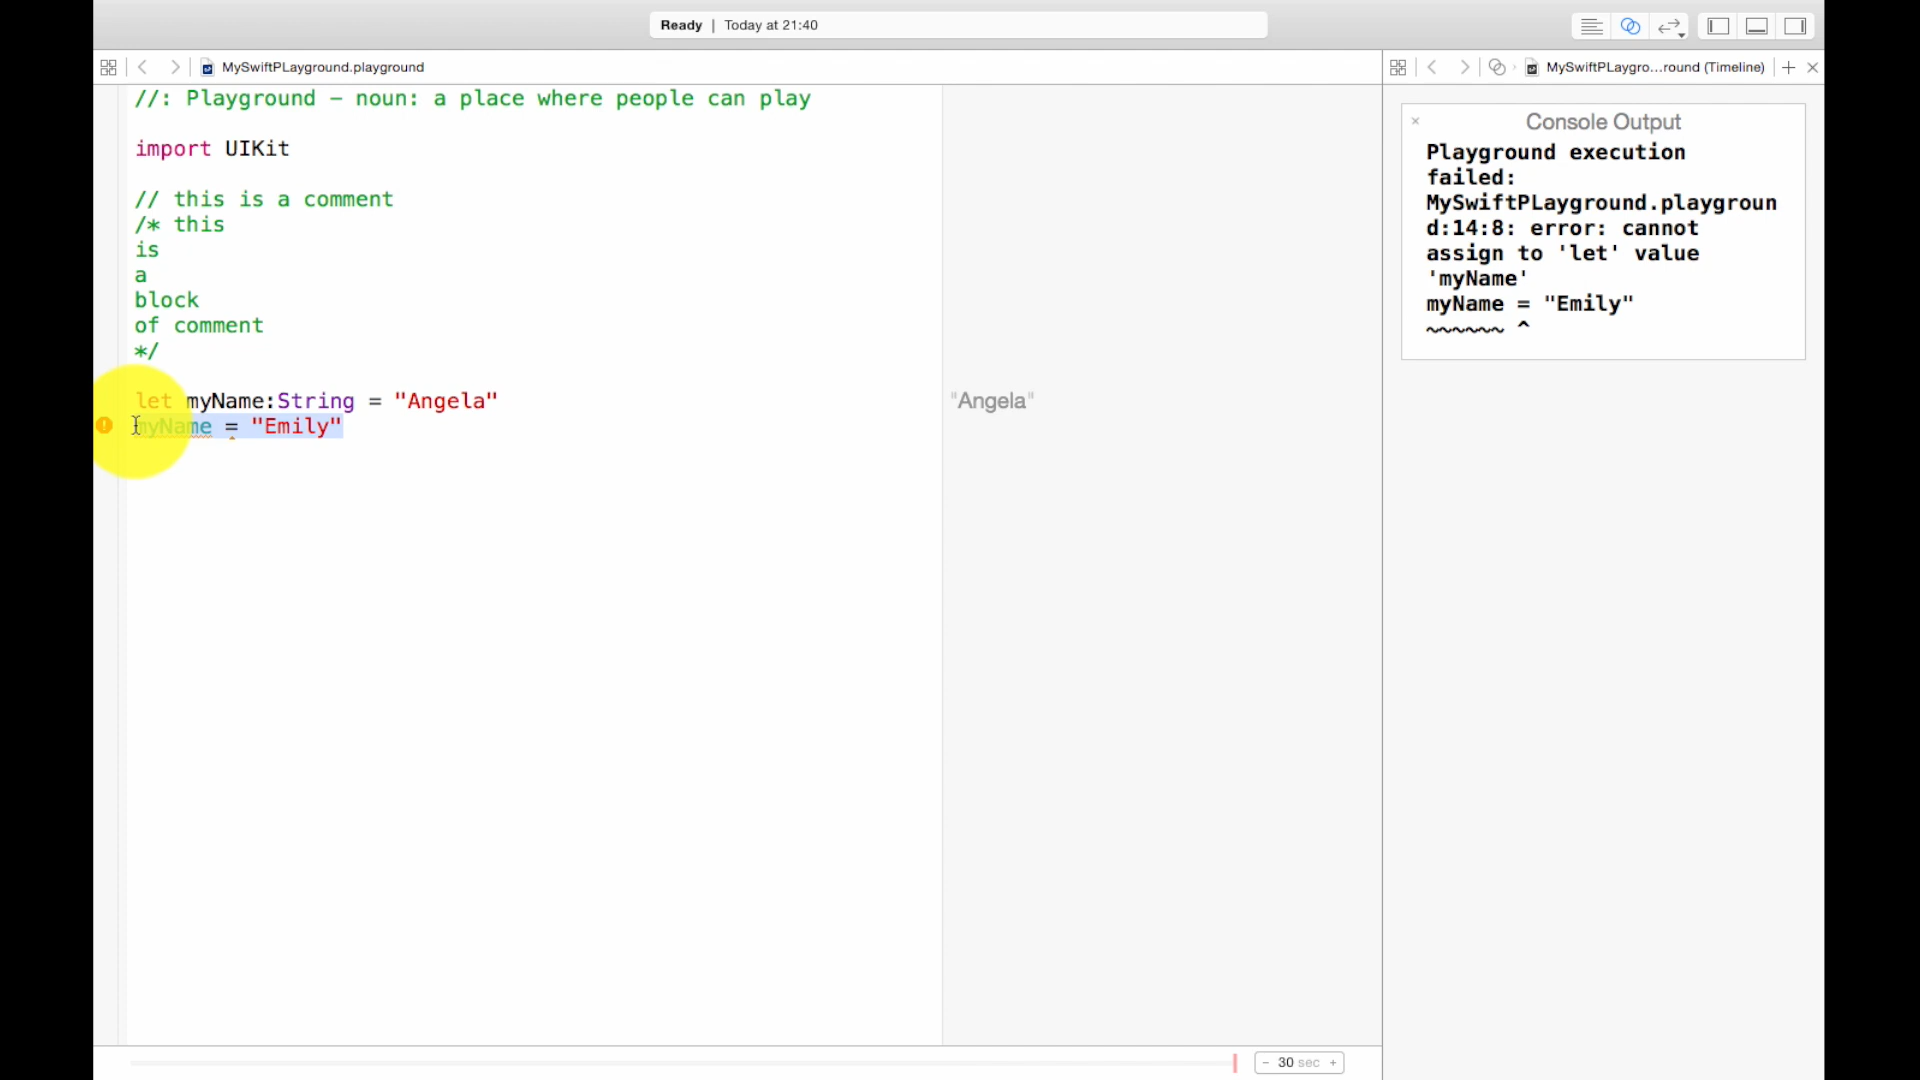 Ready | Today at 21:40
MySwiftPLayground.playground
MySwiftPLaygro...round (Timeline)
//: Playground – noun: a place where people can play
import UIKit
// this is a comment
/* this
is
a
block
of comment
*/
let myName:String = "Angela"
myName = "Emily"
"Angela"
Console Output
Playground execution
failed:
MySwiftPLayground.playgroun
d:14:8: error: cannot
assign to 'let' value
'myName'
myName = "Emily"
~~~~~~ ^
- 30 sec +